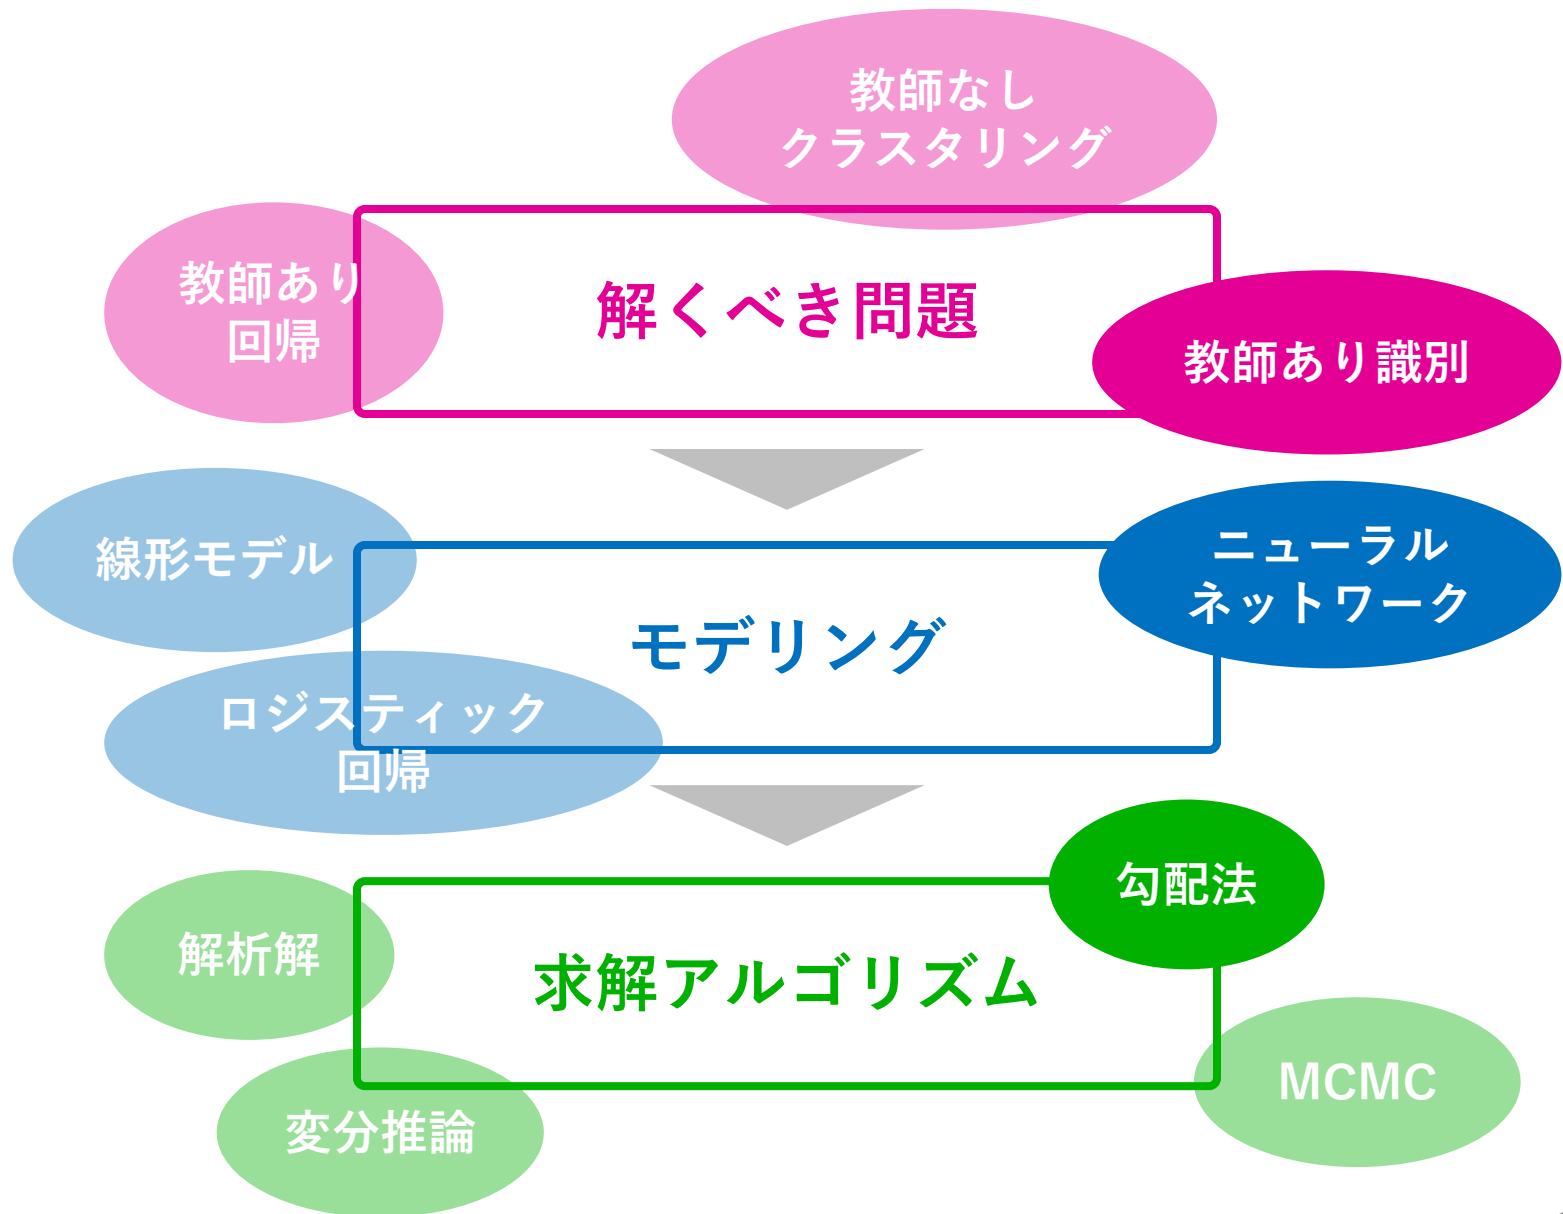 教師なし
クラスタリング
教師あり
回帰
解くべき問題
教師あり識別
線形モデル
ニューラル
ネットワーク
モデリング
ロジスティック
回帰
勾配法
解析解
求解アルゴリズム
MCMC
変分推論